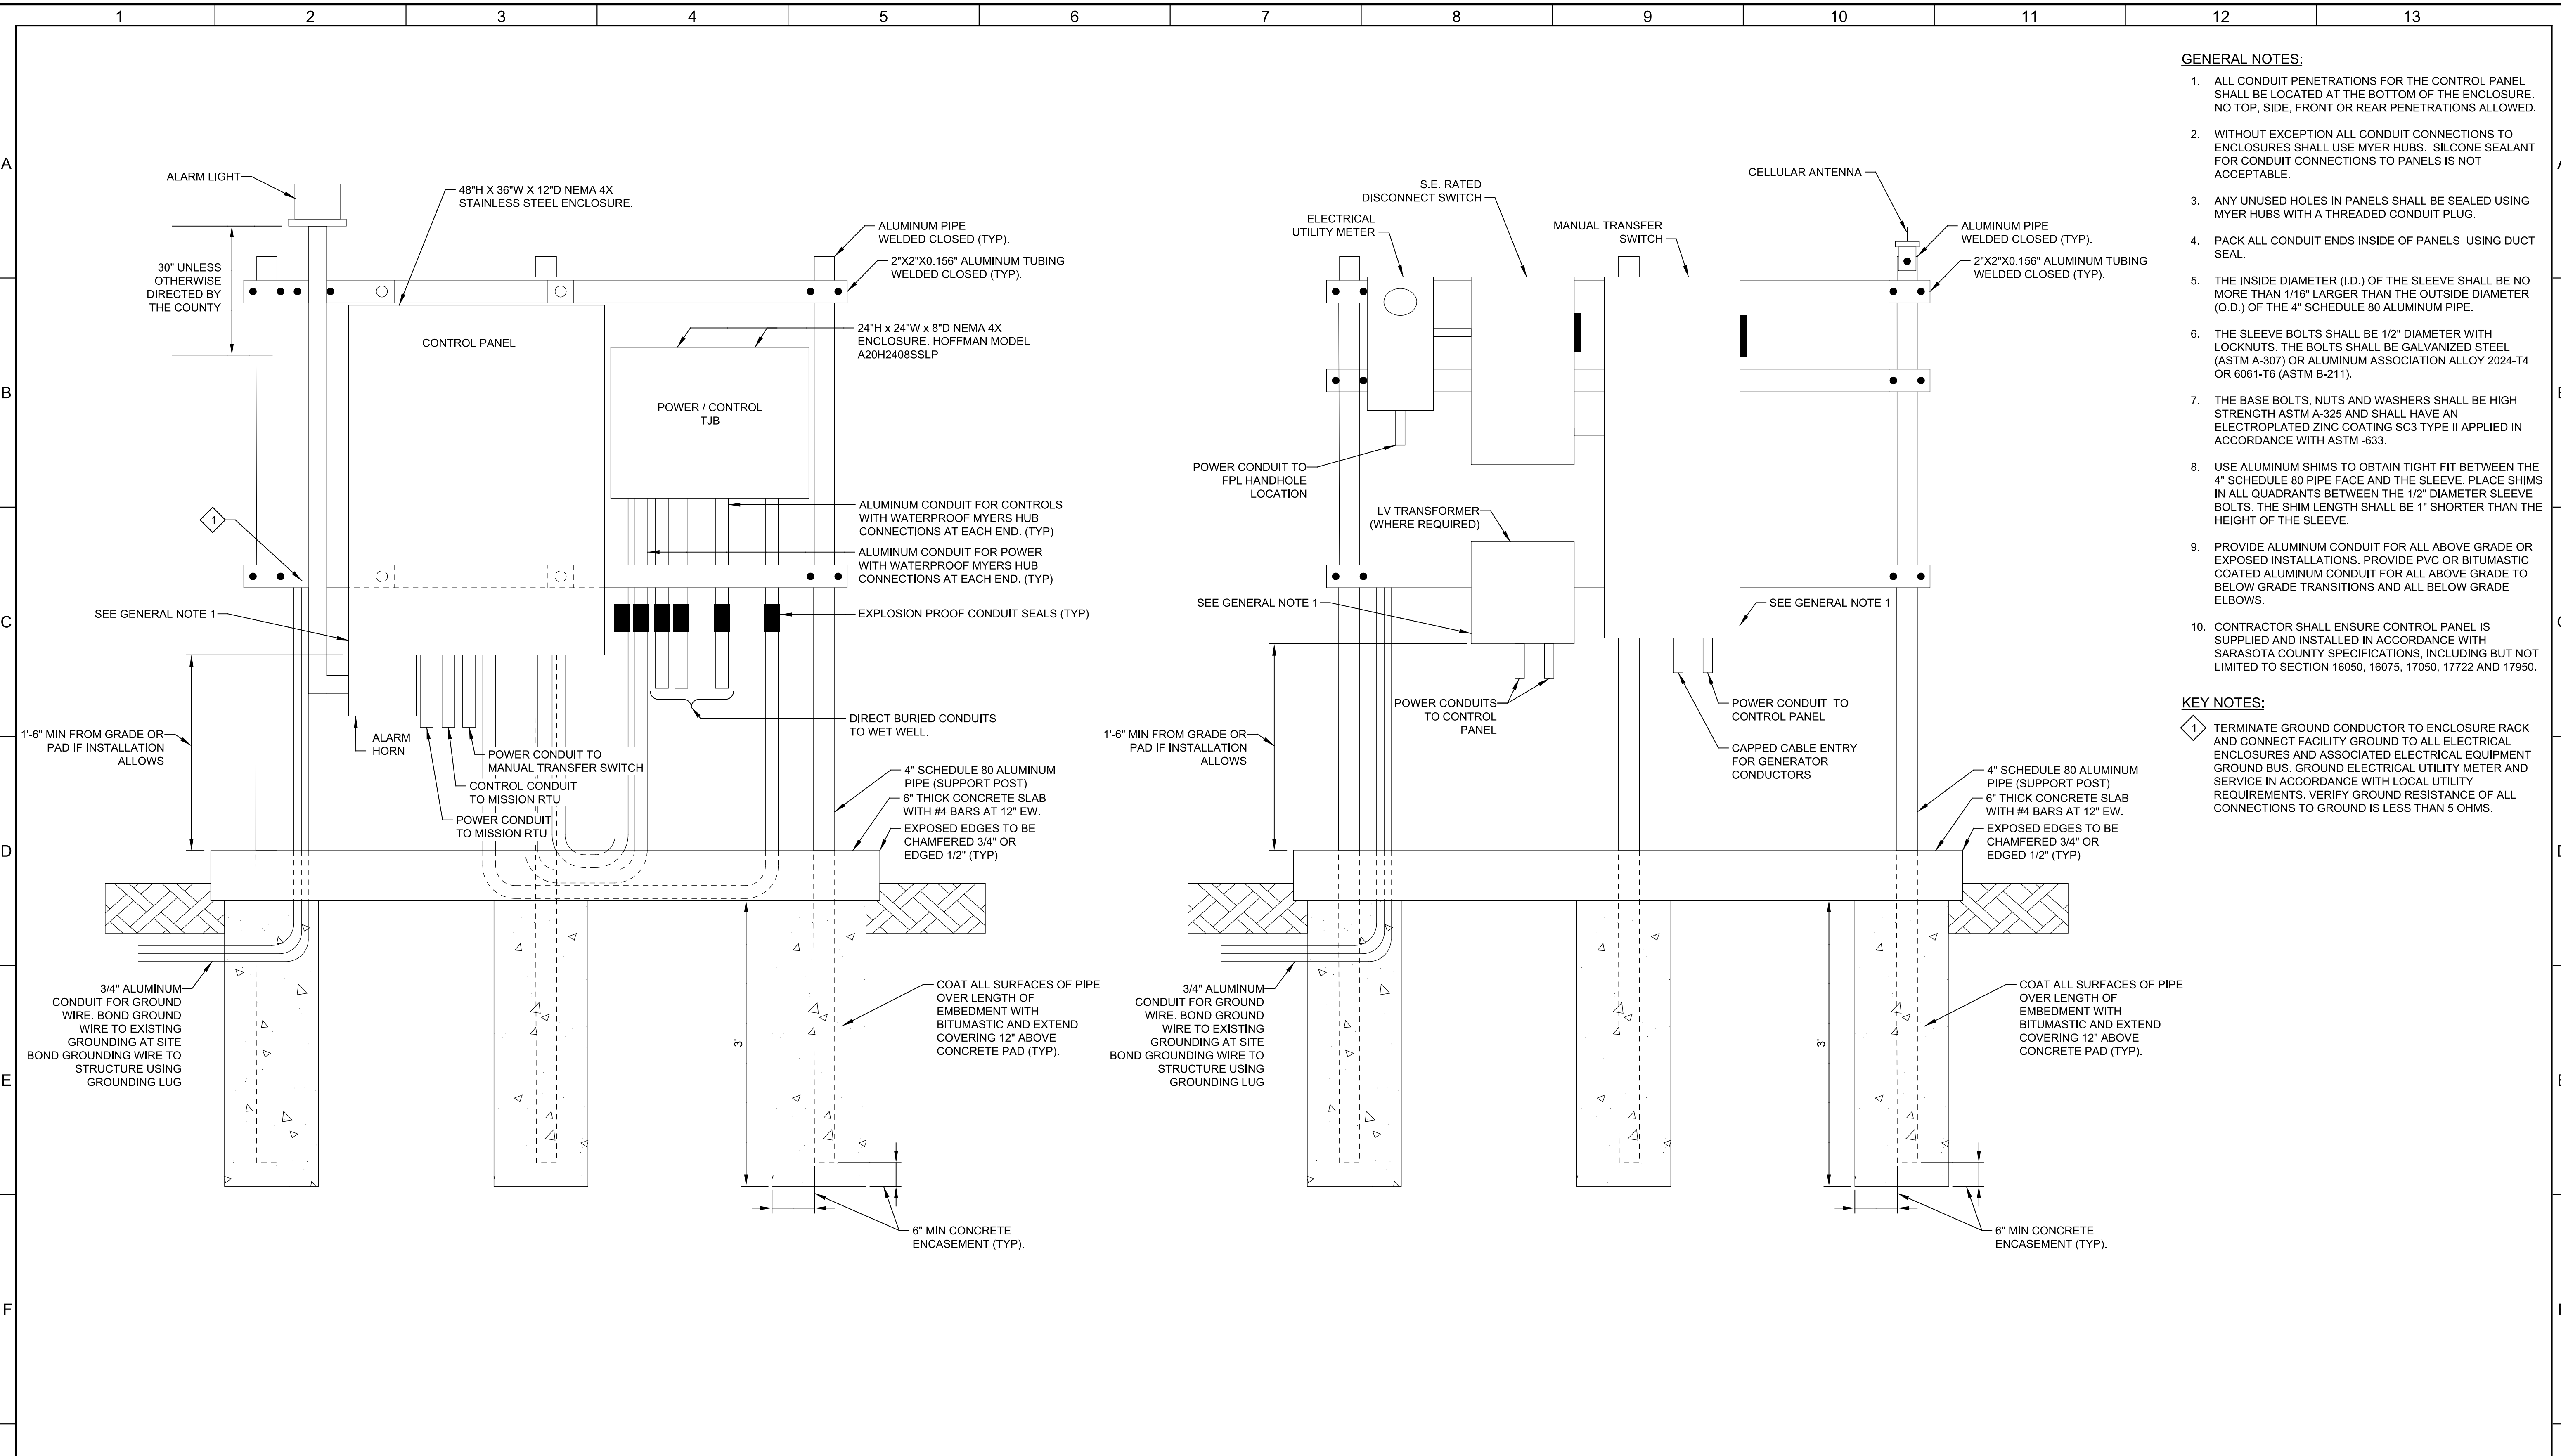 1 2 3 4 5 6 7 8 9 10 11 12 13
A
B
C
D
E
F
ALARM LIGHT
48"H X 36"W X 12"D NEMA 4X
STAINLESS STEEL ENCLOSURE.
30" UNLESS
OTHERWISE
DIRECTED BY
THE COUNTY
ALUMINUM PIPE
WELDED CLOSED (TYP).
2"X2"X0.156" ALUMINUM TUBING
WELDED CLOSED (TYP).
CONTROL PANEL
24"H x 24"W x 8"D NEMA 4X
ENCLOSURE. HOFFMAN MODEL
A20H2408SSLP
POWER / CONTROL
TJB
1
ALUMINUM CONDUIT FOR CONTROLS
WITH WATERPROOF MYERS HUB
CONNECTIONS AT EACH END. (TYP)
ALUMINUM CONDUIT FOR POWER
WITH WATERPROOF MYERS HUB
CONNECTIONS AT EACH END. (TYP)
SEE GENERAL NOTE 1
EXPLOSION PROOF CONDUIT SEALS (TYP)
1'-6" MIN FROM GRADE OR
PAD IF INSTALLATION
ALLOWS
ALARM
HORN
DIRECT BURIED CONDUITS
TO WET WELL.
POWER CONDUIT TO
MANUAL TRANSFER SWITCH
CONTROL CONDUIT
TO MISSION RTU
POWER CONDUIT
TO MISSION RTU
4" SCHEDULE 80 ALUMINUM
PIPE (SUPPORT POST)
6" THICK CONCRETE SLAB
WITH #4 BARS AT 12" EW.
EXPOSED EDGES TO BE
CHAMFERED 3/4" OR
EDGED 1/2" (TYP)
3/4" ALUMINUM
CONDUIT FOR GROUND
WIRE. BOND GROUND
WIRE TO EXISTING
GROUNDING AT SITE
BOND GROUNDING WIRE TO
STRUCTURE USING
GROUNDING LUG
3'
COAT ALL SURFACES OF PIPE
OVER LENGTH OF
EMBEDMENT WITH
BITUMASTIC AND EXTEND
COVERING 12" ABOVE
CONCRETE PAD (TYP).
6" MIN CONCRETE
ENCASEMENT (TYP).
CELLULAR ANTENNA
S.E. RATED
DISCONNECT SWITCH
ELECTRICAL
UTILITY METER
MANUAL TRANSFER
SWITCH
ALUMINUM PIPE
WELDED CLOSED (TYP).
2"X2"X0.156" ALUMINUM TUBING
WELDED CLOSED (TYP).
POWER CONDUIT TO
FPL HANDHOLE
LOCATION
LV TRANSFORMER
(WHERE REQUIRED)
SEE GENERAL NOTE 1
SEE GENERAL NOTE 1
POWER CONDUITS
TO CONTROL
PANEL
POWER CONDUIT  TO
CONTROL PANEL
1'-6" MIN FROM GRADE OR
PAD IF INSTALLATION
ALLOWS
CAPPED CABLE ENTRY
FOR GENERATOR
CONDUCTORS
4" SCHEDULE 80 ALUMINUM
PIPE (SUPPORT POST)
6" THICK CONCRETE SLAB
WITH #4 BARS AT 12" EW.
EXPOSED EDGES TO BE
CHAMFERED 3/4" OR
EDGED 1/2" (TYP)
3/4" ALUMINUM
CONDUIT FOR GROUND
WIRE. BOND GROUND
WIRE TO EXISTING
GROUNDING AT SITE
BOND GROUNDING WIRE TO
STRUCTURE USING
GROUNDING LUG
3'
COAT ALL SURFACES OF PIPE
OVER LENGTH OF
EMBEDMENT WITH
BITUMASTIC AND EXTEND
COVERING 12" ABOVE
CONCRETE PAD (TYP).
6" MIN CONCRETE
ENCASEMENT (TYP).
GENERAL NOTES:
1. ALL CONDUIT PENETRATIONS FOR THE CONTROL PANEL
SHALL BE LOCATED AT THE BOTTOM OF THE ENCLOSURE.
NO TOP, SIDE, FRONT OR REAR PENETRATIONS ALLOWED.
2. WITHOUT EXCEPTION ALL CONDUIT CONNECTIONS TO
ENCLOSURES SHALL USE MYER HUBS.  SILCONE SEALANT
FOR CONDUIT CONNECTIONS TO PANELS IS NOT
ACCEPTABLE.
3. ANY UNUSED HOLES IN PANELS SHALL BE SEALED USING
MYER HUBS WITH A THREADED CONDUIT PLUG.
4. PACK ALL CONDUIT ENDS INSIDE OF PANELS  USING DUCT
SEAL.
5. THE INSIDE DIAMETER (I.D.) OF THE SLEEVE SHALL BE NO
MORE THAN 1/16" LARGER THAN THE OUTSIDE DIAMETER
(O.D.) OF THE 4" SCHEDULE 80 ALUMINUM PIPE.
6. THE SLEEVE BOLTS SHALL BE 1/2" DIAMETER WITH
LOCKNUTS. THE BOLTS SHALL BE GALVANIZED STEEL
(ASTM A-307) OR ALUMINUM ASSOCIATION ALLOY 2024-T4
OR 6061-T6 (ASTM B-211).
7. THE BASE BOLTS, NUTS AND WASHERS SHALL BE HIGH
STRENGTH ASTM A-325 AND SHALL HAVE AN
ELECTROPLATED ZINC COATING SC3 TYPE II APPLIED IN
ACCORDANCE WITH ASTM -633.
8. USE ALUMINUM SHIMS TO OBTAIN TIGHT FIT BETWEEN THE
4" SCHEDULE 80 PIPE FACE AND THE SLEEVE. PLACE SHIMS
IN ALL QUADRANTS BETWEEN THE 1/2" DIAMETER SLEEVE
BOLTS. THE SHIM LENGTH SHALL BE 1" SHORTER THAN THE
HEIGHT OF THE SLEEVE.
9. PROVIDE ALUMINUM CONDUIT FOR ALL ABOVE GRADE OR
EXPOSED INSTALLATIONS. PROVIDE PVC OR BITUMASTIC
COATED ALUMINUM CONDUIT FOR ALL ABOVE GRADE TO
BELOW GRADE TRANSITIONS AND ALL BELOW GRADE
ELBOWS.
10. CONTRACTOR SHALL ENSURE CONTROL PANEL IS
SUPPLIED AND INSTALLED IN ACCORDANCE WITH
SARASOTA COUNTY SPECIFICATIONS, INCLUDING BUT NOT
LIMITED TO SECTION 16050, 16075, 17050, 17722 AND 17950.
KEY NOTES:
1 TERMINATE GROUND CONDUCTOR TO ENCLOSURE RACK
AND CONNECT FACILITY GROUND TO ALL ELECTRICAL
ENCLOSURES AND ASSOCIATED ELECTRICAL EQUIPMENT
GROUND BUS. GROUND ELECTRICAL UTILITY METER AND
SERVICE IN ACCORDANCE WITH LOCAL UTILITY
REQUIREMENTS. VERIFY GROUND RESISTANCE OF ALL
CONNECTIONS TO GROUND IS LESS THAN 5 OHMS.